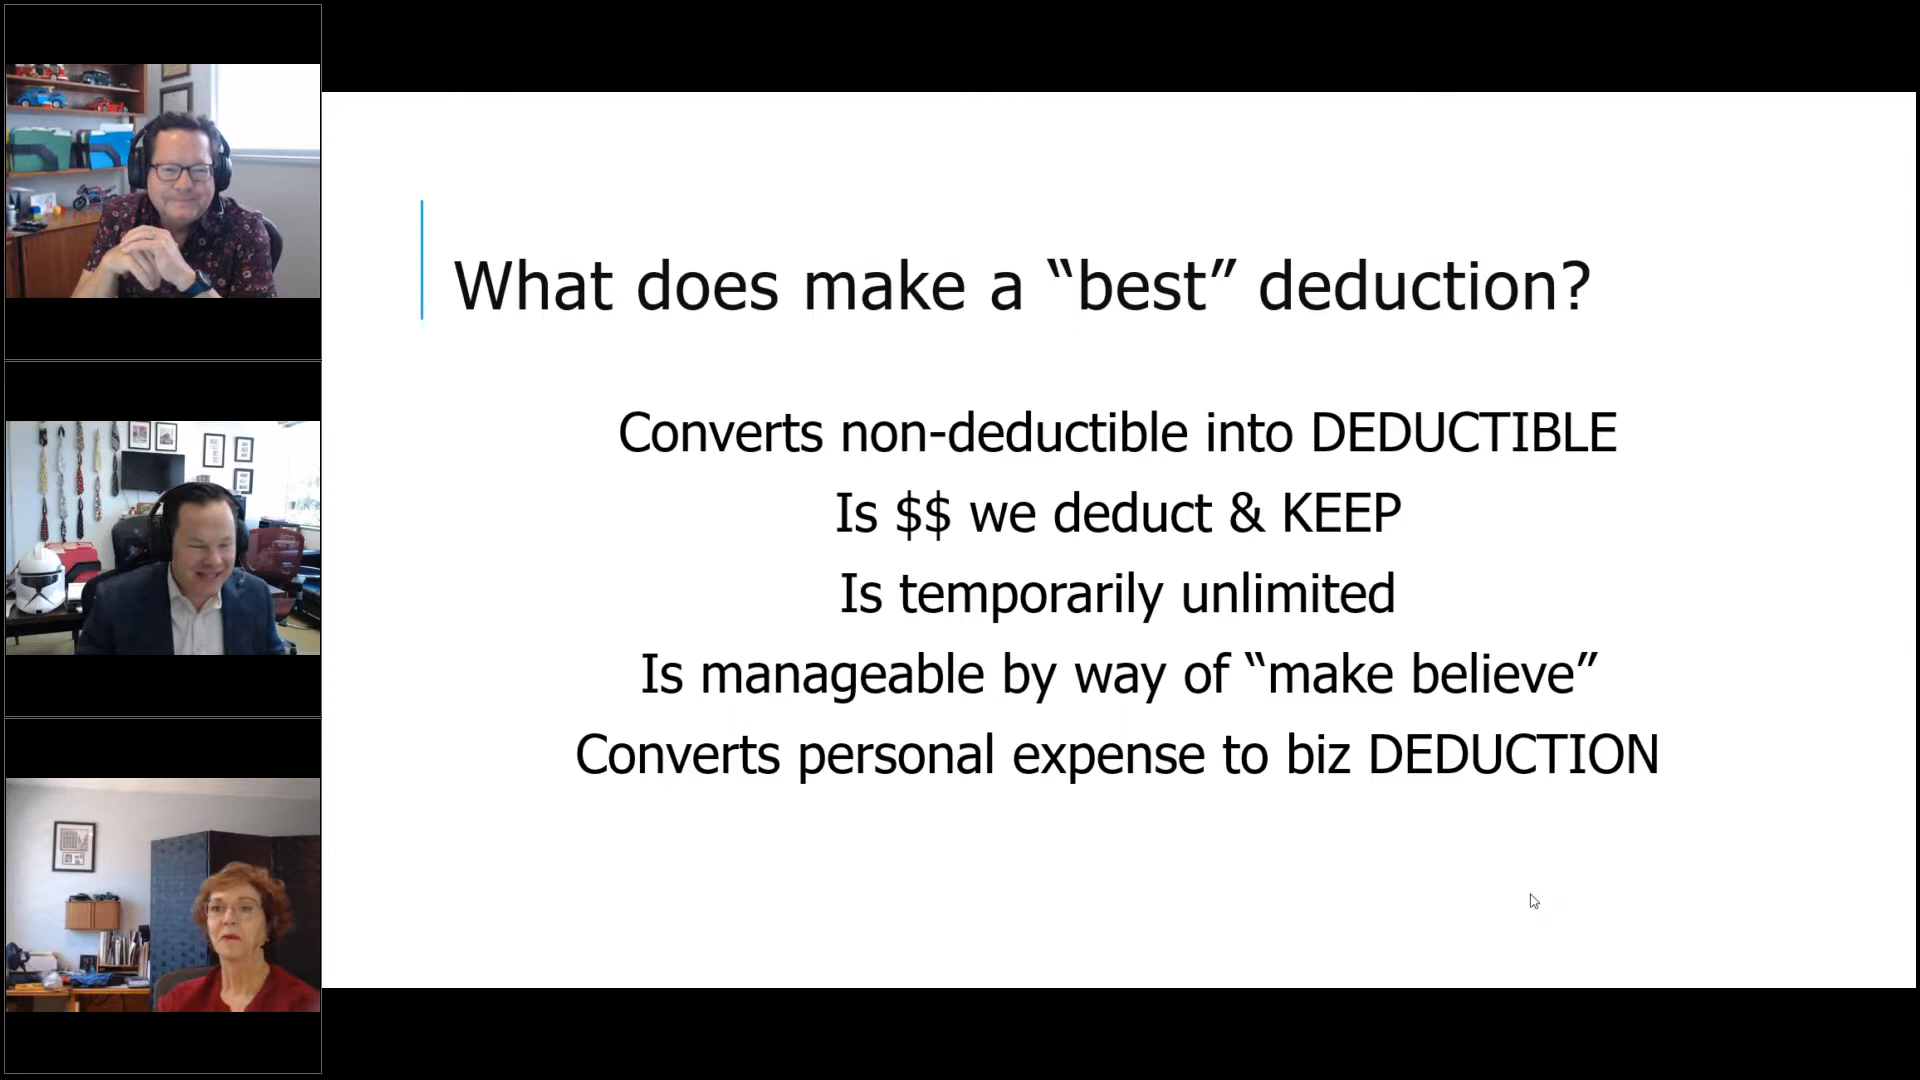 What does make a “best” deduction?
Converts non-deductible into DEDUCTIBLE
Is $$ we deduct & KEEP
Is temporarily unlimited
Is manageable by way of “make believe”
Converts personal expense to biz DEDUCTION